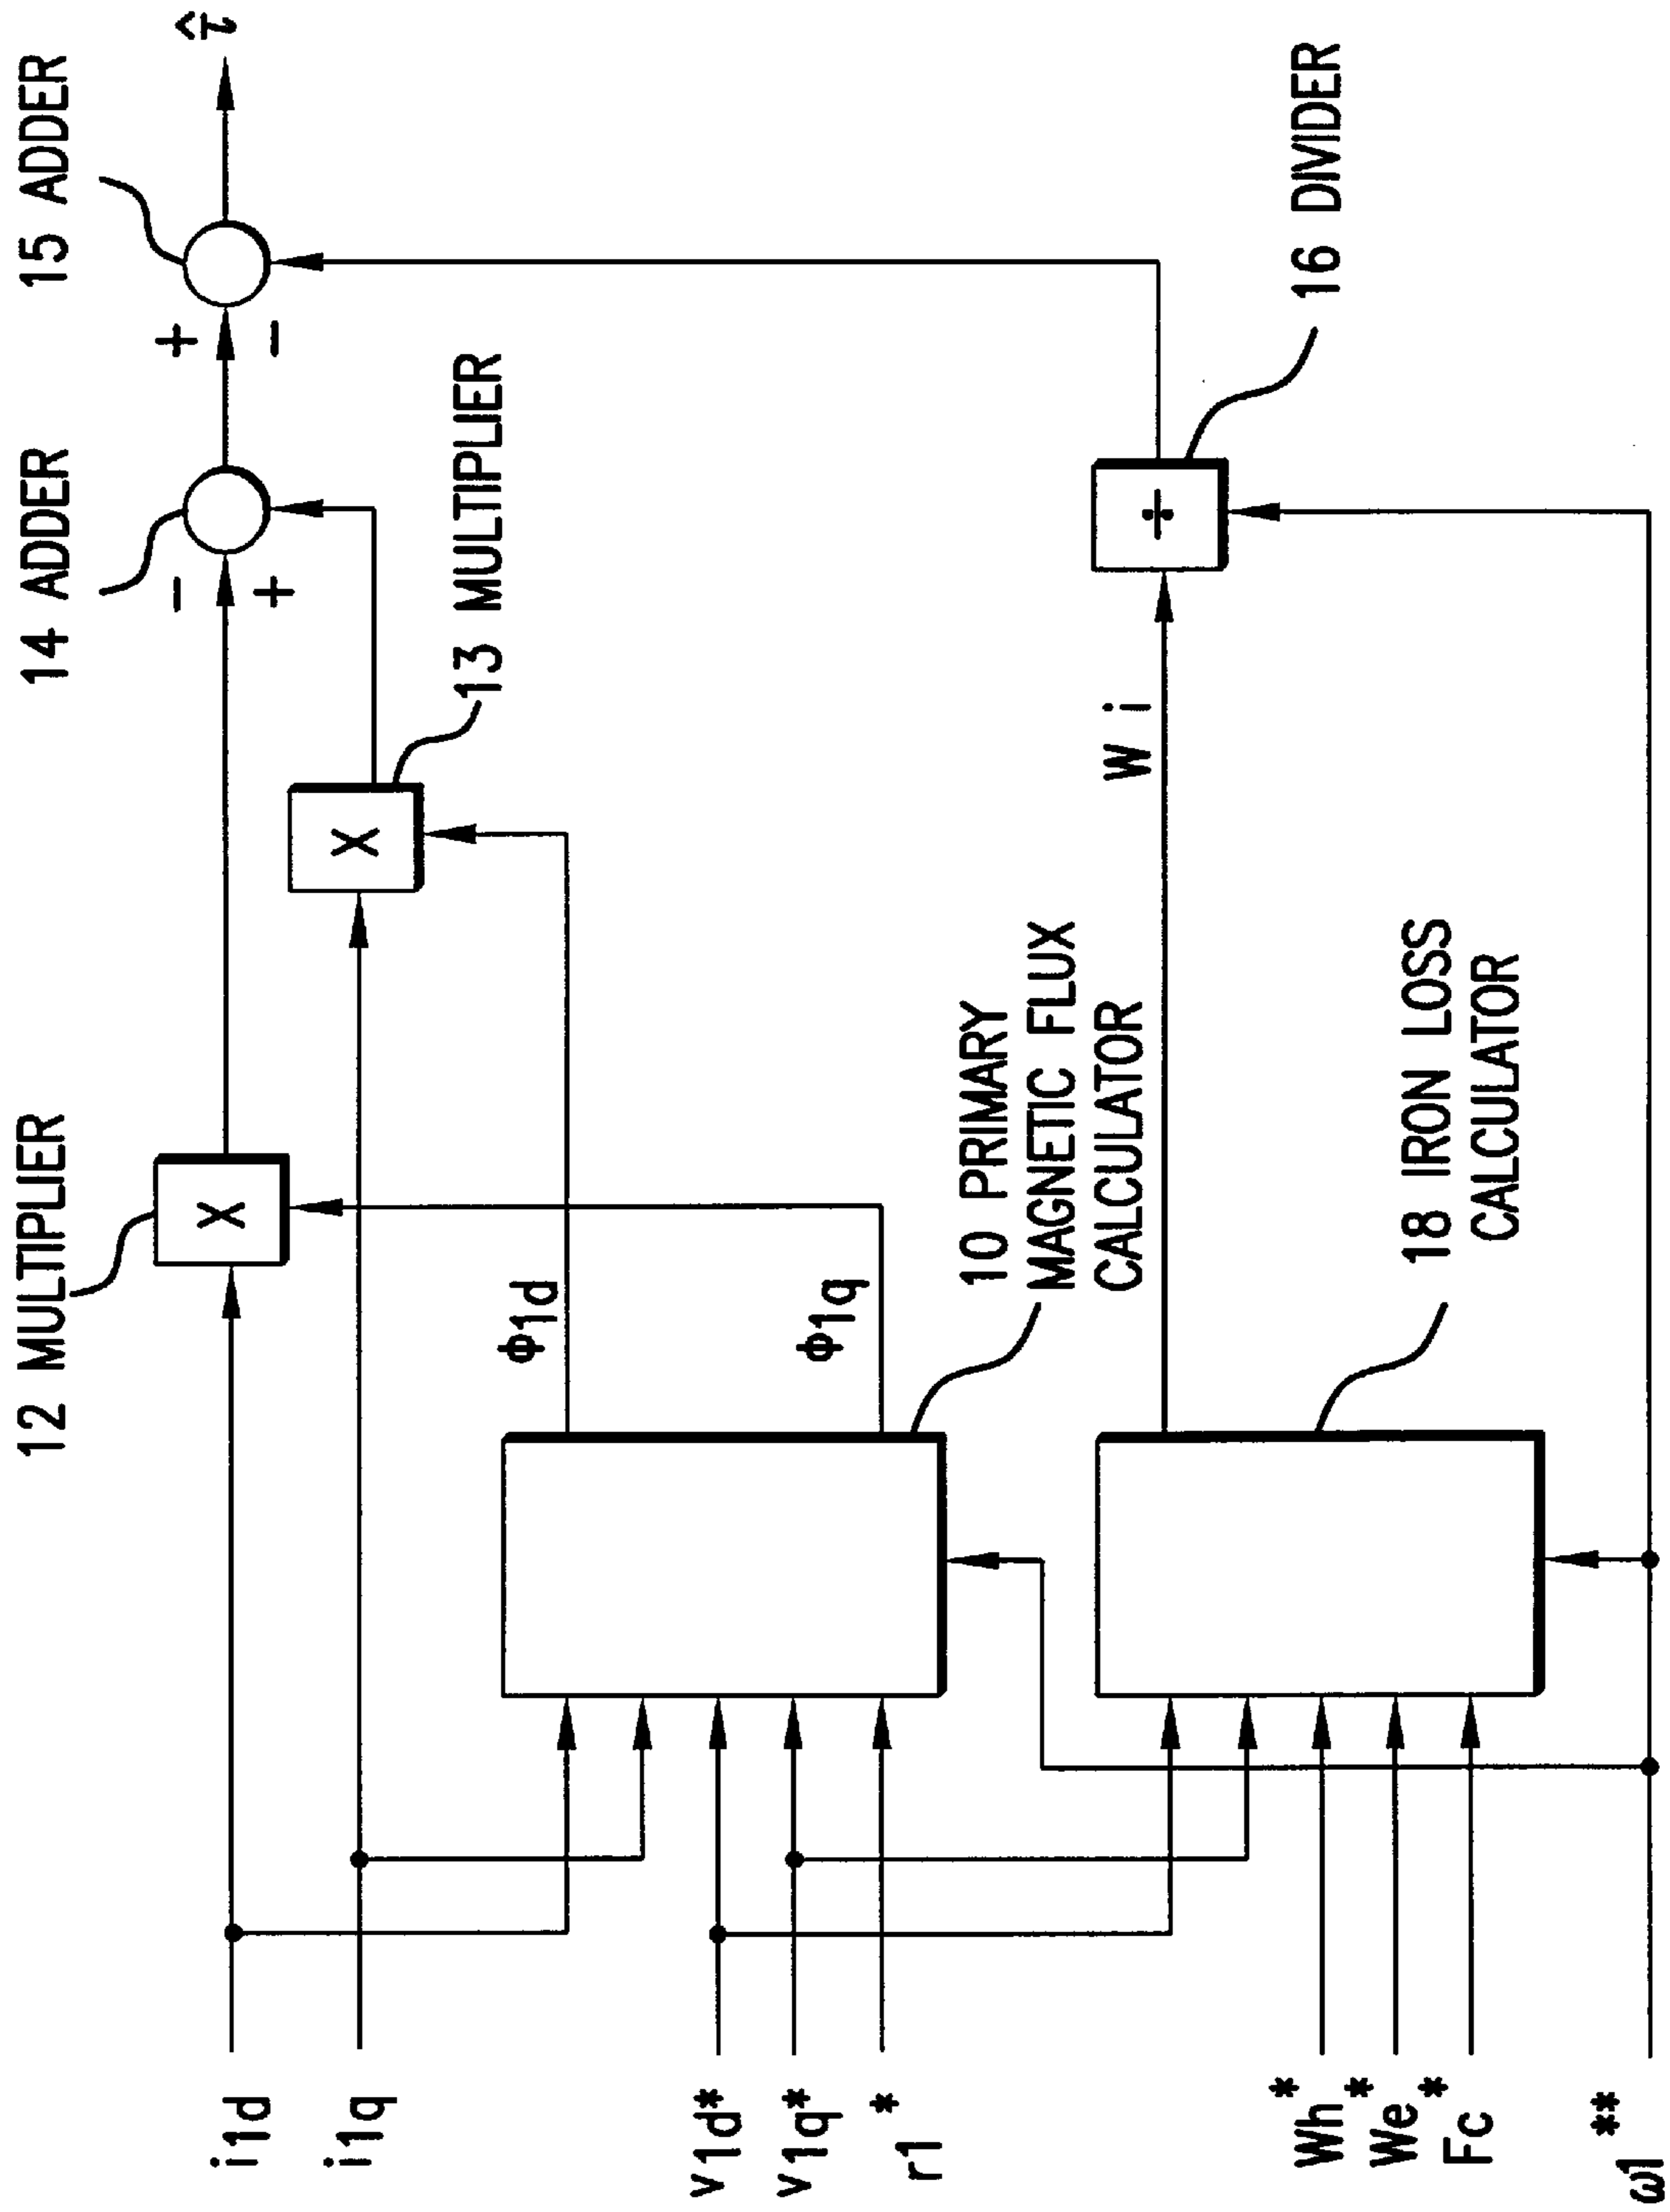 12 MULTIPLIER
14 ADDER
15 ADDER
− +
+ −
τ̂
X
X
13 MULTIPLIER
i1d
i1q
ϕ1d
ϕ1q
v1d*
v1q*
r1*
10 PRIMARY
MAGNETIC FLUX
CALCULATOR
W i
÷
16 DIVIDER
Wh*
We*
Fc*
18 IRON LOSS
CALCULATOR
ω1**